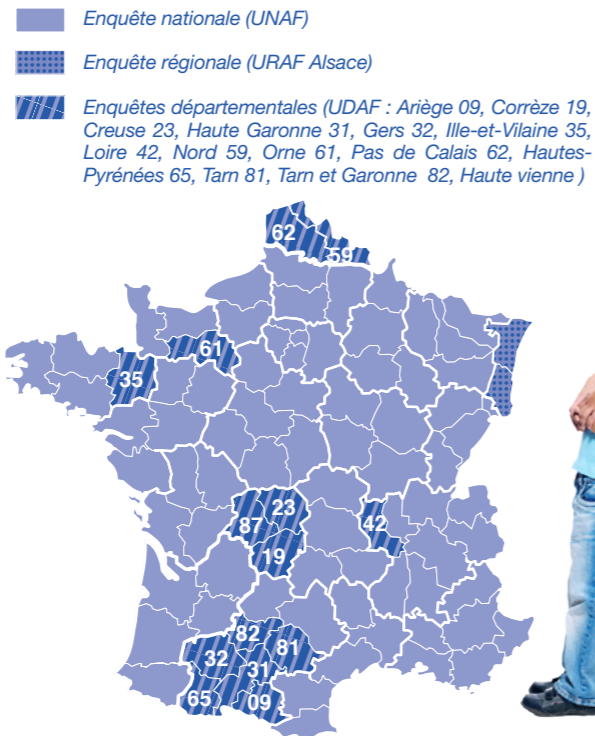 Enquête nationale (UNAF)
Enquête régionale (URAF Alsace)
Enquêtes départementales (UDAF : Ariège 09, Corrèze 19,
Creuse 23, Haute Garonne 31, Gers 32, Ille-et-Vilaine 35,
Loire 42, Nord 59, Orne 61, Pas de Calais 62, Hautes-
Pyrénées 65, Tarn 81, Tarn et Garonne 82, Haute vienne )
62
59
61
35
23
87
42
19
82
81
32
31
65
09